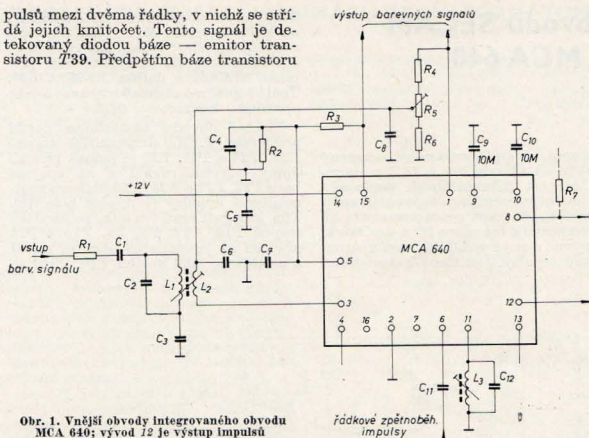 pulsů mezi dvěma řádky, v nichž se stří-
dá jejich kmitočet. Tento signál je de-
tekovaný diodou báze — emitor tran-
sistoru T39. Předpětím báze transistoru
výstup barevných signálů
R4
R5
R6
R3
C4
R2
C8
C9
10M
C10
10M
R7
+12V
C5
14
15
1
9
10
8
MCA 640
vstup
barv. signálu
R1
C1
C2
L1
L2
C3
C6
C7
5
3
12
4
16
2
7
6
11
13
C11
L3
C12
řádkové zpětnoběh.
impulsy
Obr. 1. Vnější obvody integrovaného obvodu
MCA 640; vývod 12 je výstup impulsů